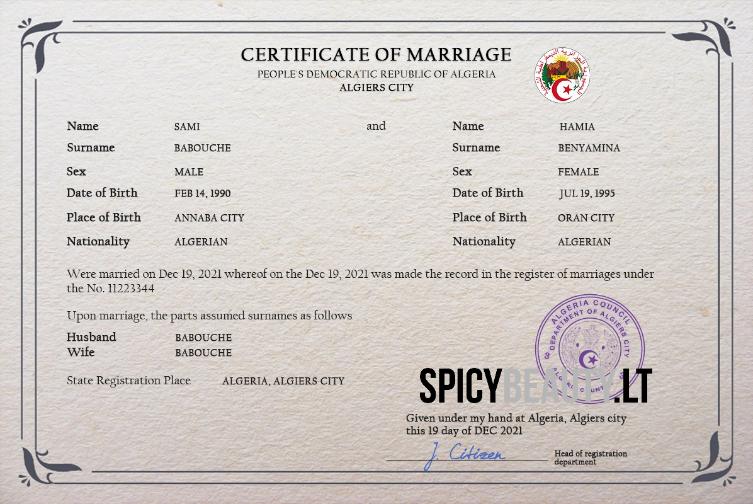 CERTIFICATE OF MARRIAGE
PEOPLE'S DEMOCRATIC REPUBLIC OF ALGERIA
ALGIERS CITY
Name SAMI and Name HAMIA
Surname BABOUCHE Surname BENYAMINA
Sex MALE Sex FEMALE
Date of Birth FEB 14, 1990 Date of Birth JUL 19, 1995
Place of Birth ANNABA CITY Place of Birth ORAN CITY
Nationality ALGERIAN Nationality ALGERIAN
Were married on Dec 19, 2021 whereof on the Dec 19, 2021 was made the record in the register of marriages under
the No. 11223344
Upon marriage, the parts assumed surnames as follows
Husband BABOUCHE
Wife BABOUCHE
State Registration Place ALGERIA, ALGIERS CITY
ALGERIA COUNCIL
DEPARTMENT OF ALGIERS CITY
SPICYBEAUTY.LT
Given under my hand at Algeria, Algiers city
this 19 day of DEC 2021
J. Citizen
Head of registration
department